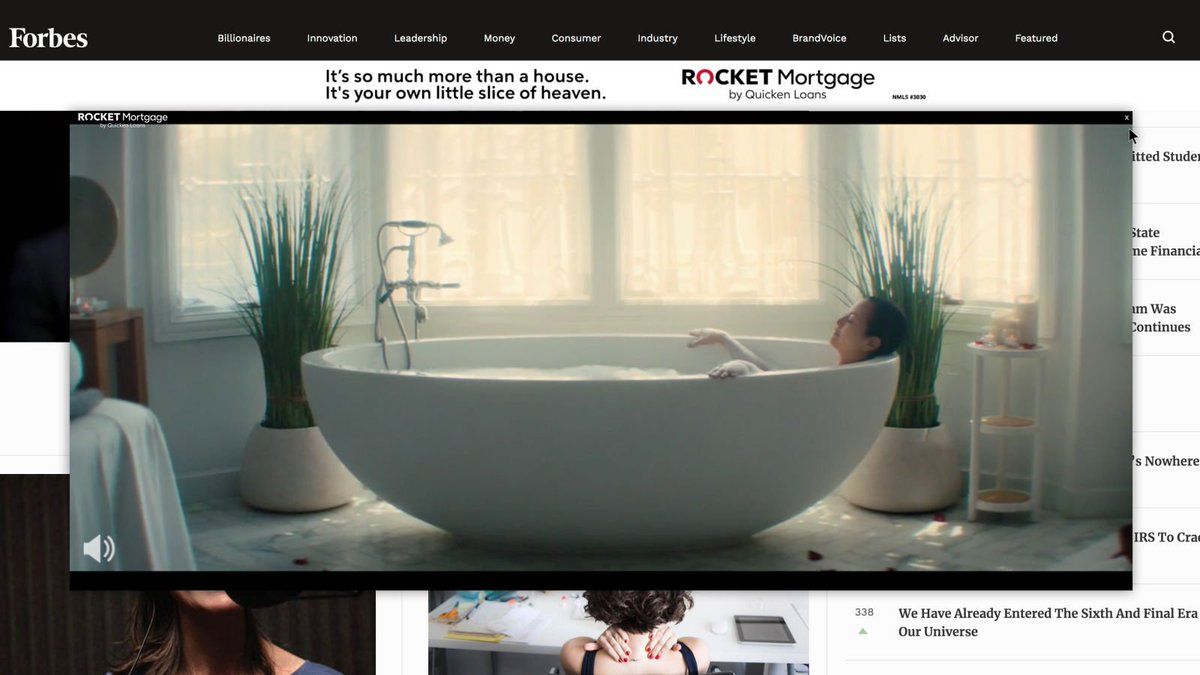 Forbes
Billionaires
Innovation
Leadership
Money
Consumer
Industry
Lifestyle
BrandVoice
Lists
Advisor
Featured
It's so much more than a house.
It's your own little slice of heaven.
ROCKET Mortgage
by Quicken Loans
NMLS #3030
ROCKET Mortgage
by Quicken Loans
x
itted Studen
State
ne Financia
am Was
Continues
's Nowhere
IRS To Crac
338
We Have Already Entered The Sixth And Final Era
Our Universe